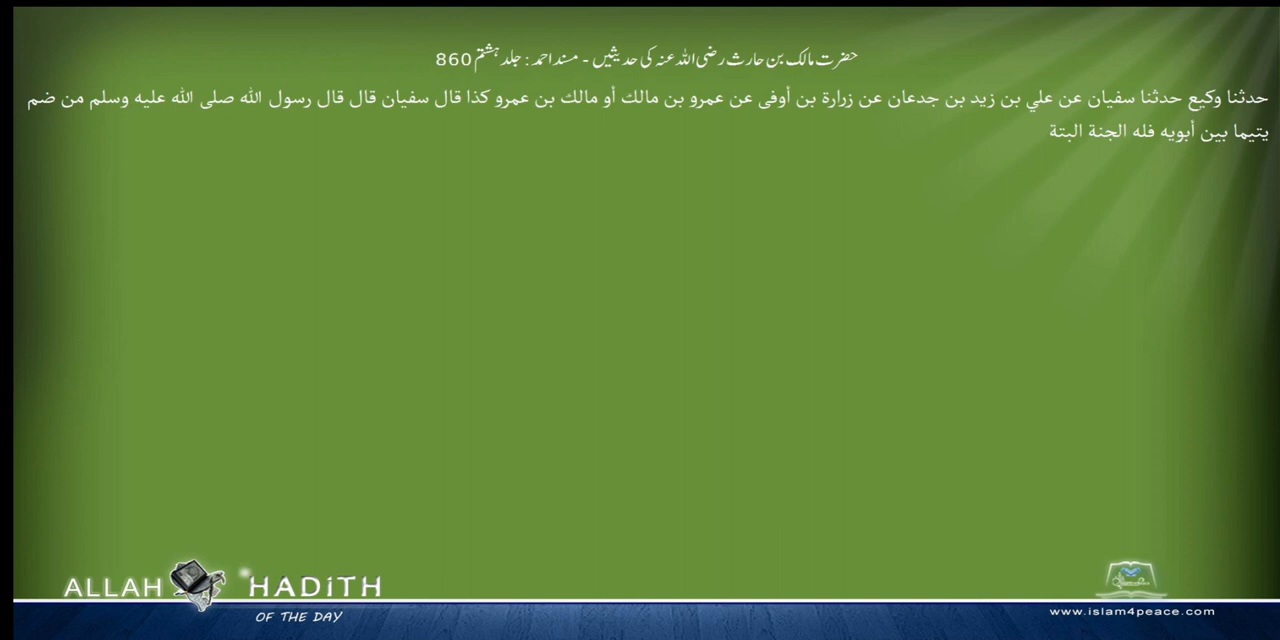 حضرت مالک بن حارث رضی اللہ عنہ کی حدیثیں - مسند احمد : جلد ہشتم 860
حدثنا وكيع حدثنا سفيان عن علي بن زيد بن جدعان عن زرارة بن أوفى عن عمرو بن مالك أو مالك بن عمرو كذا قال سفيان قال قال رسول الله صلى الله عليه وسلم من ضم
يتيما بين أبويه فله الجنة البتة
ALLAH HADITH
OF THE DAY
www.islam4peace.com